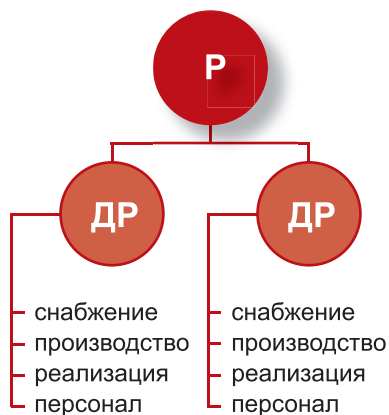 Р
ДР
ДР
снабжение
производство
реализация
персонал
снабжение
производство
реализация
персонал